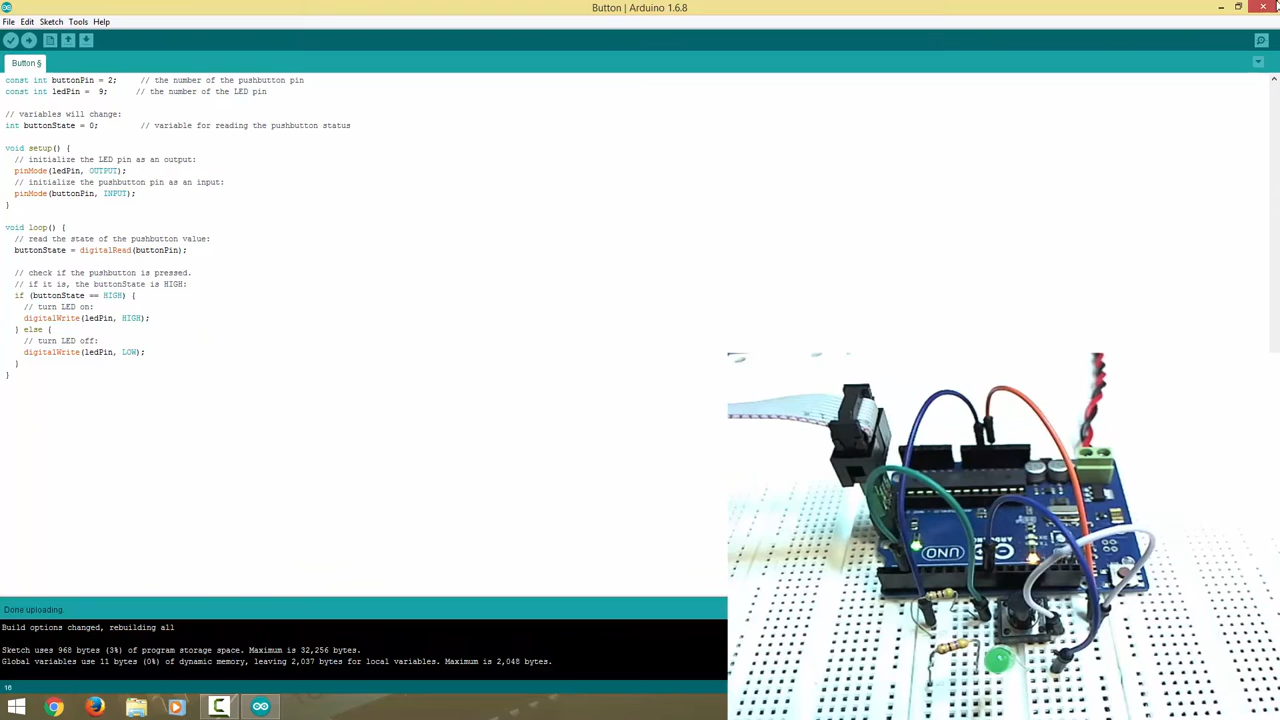 Button | Arduino 1.6.8
File Edit Sketch Tools Help
Button §
const int buttonPin = 2;     // the number of the pushbutton pin
const int ledPin =  9;      // the number of the LED pin
// variables will change:
int buttonState = 0;         // variable for reading the pushbutton status
void setup() {
  // initialize the LED pin as an output:
  pinMode(ledPin, OUTPUT);
  // initialize the pushbutton pin as an input:
  pinMode(buttonPin, INPUT);
}
void loop() {
  // read the state of the pushbutton value:
  buttonState = digitalRead(buttonPin);
  // check if the pushbutton is pressed.
  // if it is, the buttonState is HIGH:
  if (buttonState == HIGH) {
    // turn LED on:
    digitalWrite(ledPin, HIGH);
  } else {
    // turn LED off:
    digitalWrite(ledPin, LOW);
  }
}
UNO
Done uploading.
Build options changed, rebuilding all
Sketch uses 968 bytes (3%) of program storage space. Maximum is 32,256 bytes.
Global variables use 11 bytes (0%) of dynamic memory, leaving 2,037 bytes for local variables. Maximum is 2,048 bytes.
16